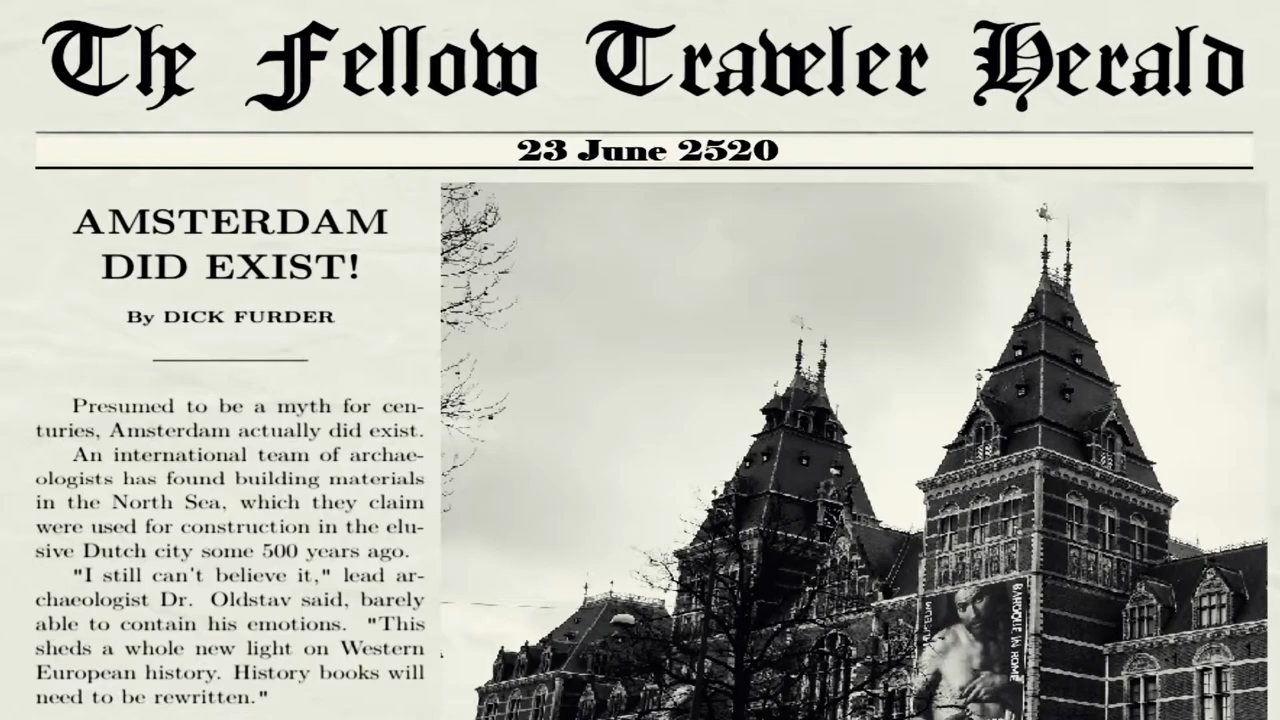 The Fellow Traveler Herald
23 June 2520
AMSTERDAM
DID EXIST!
By DICK FURDER
Presumed to be a myth for cen-
turies, Amsterdam actually did exist.
An international team of archae-
ologists has found building materials
in the North Sea, which they claim
were used for construction in the elu-
sive Dutch city some 500 years ago.
"I still can't believe it," lead ar-
chaeologist Dr. Oldstav said, barely
able to contain his emotions. "This
sheds a whole new light on Western
European history. History books will
need to be rewritten."
BAROQUE IN ROME